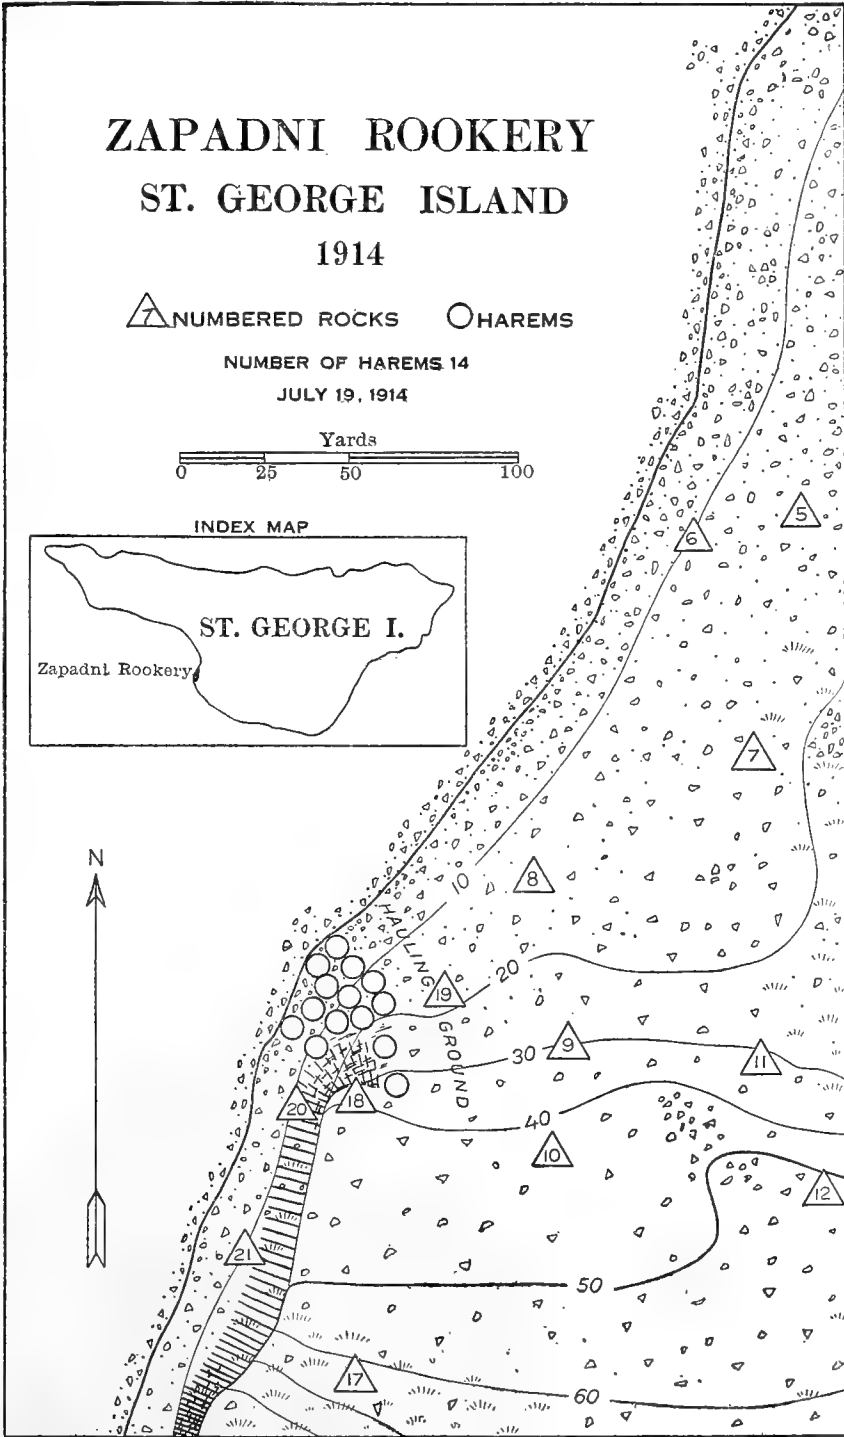 ZAPADNI ROOKERY
ST. GEORGE ISLAND
1914
7 NUMBERED ROCKS HAREMS
NUMBER OF HAREMS 14
JULY 19, 1914
Yards
0 25 50 100
INDEX MAP
ST. GEORGE I.
Zapadni Rookery
5
6
7
8
10
HAULING GROUND
20
19
9
30
11
20
18
40
10
12
21
50
17
60
N